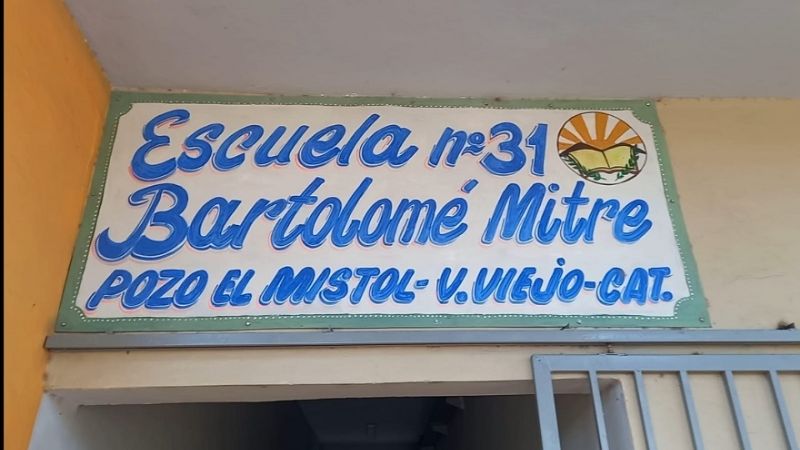 Escuela nº31
Bartolomé Mitre
POZO EL MISTOL-V.VIEJO-CAT.